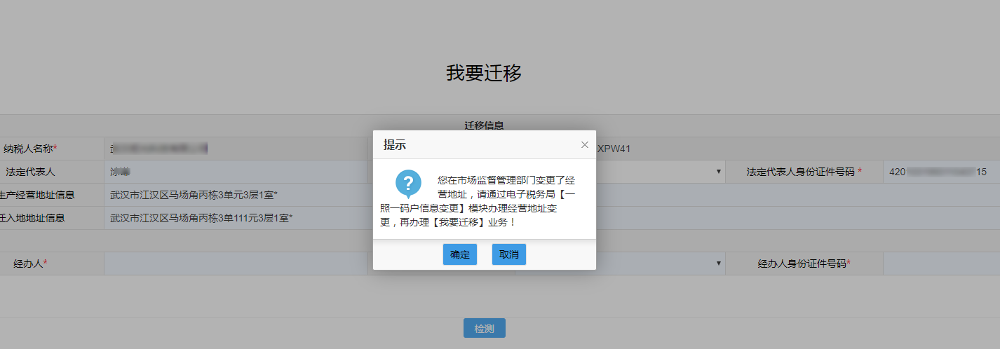 我要迁移
迁移信息
提示
纳税人名称*
XPW41
法定代表人
法定代表人身份证件号码 *
420
15
您在市场监督管理部门变更了经
营地址，请通过电子税务局【一
照一码户信息变更】模块办理经营地址变
更，再办理【我要迁移】业务！
生产经营地址信息
武汉市江汉区马场角丙栋3单元3层1室*
迁入地地址信息
武汉市江汉区马场角丙栋3单111元3层1室*
确定
取消
经办人*
经办人身份证件号码*
检测